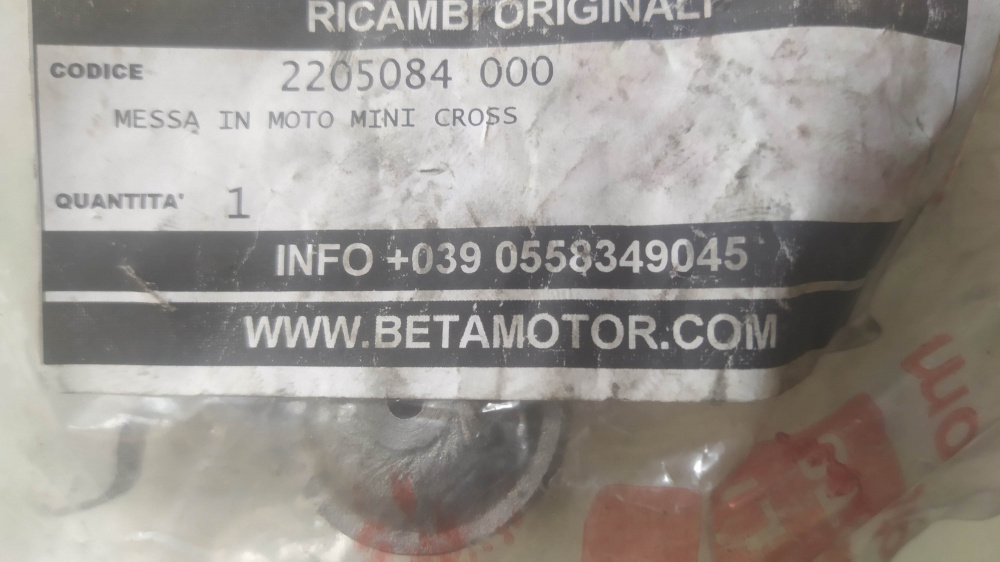 RICAMBI ORIGINALI
CODICE 2205084 000
MESSA IN MOTO MINI CROSS
QUANTITA' 1
INFO +039 0558349045
WWW.BETAMOTOR.COM